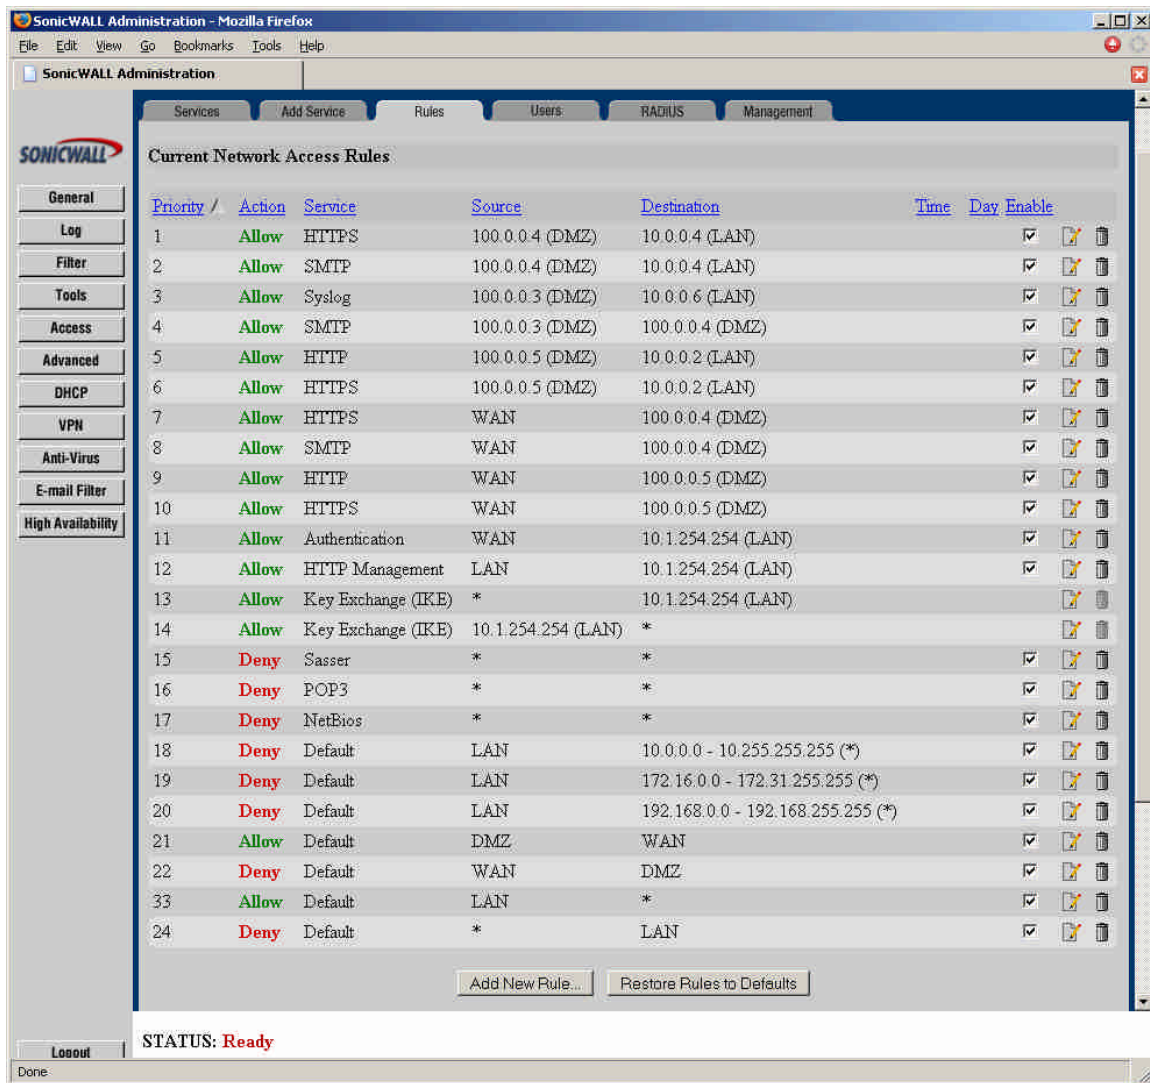 SonicWALL Administration - Mozilla Firefox
File Edit View Go Bookmarks Tools Help
SonicWALL Administration
Services Add Service Rules Users RADIUS Management
SONICWALL
Current Network Access Rules
General
Log
Filter
Tools
Access
Advanced
DHCP
VPN
Anti-Virus
E-mail Filter
High Availability
Priority / Action Service Source Destination Time Day Enable
1 Allow HTTPS 100.0.0.4 (DMZ) 10.0.0.4 (LAN)
2 Allow SMTP 100.0.0.4 (DMZ) 10.0.0.4 (LAN)
3 Allow Syslog 100.0.0.3 (DMZ) 10.0.0.6 (LAN)
4 Allow SMTP 100.0.0.3 (DMZ) 100.0.0.4 (DMZ)
5 Allow HTTP 100.0.0.5 (DMZ) 10.0.0.2 (LAN)
6 Allow HTTPS 100.0.0.5 (DMZ) 10.0.0.2 (LAN)
7 Allow HTTPS WAN 100.0.0.4 (DMZ)
8 Allow SMTP WAN 100.0.0.4 (DMZ)
9 Allow HTTP WAN 100.0.0.5 (DMZ)
10 Allow HTTPS WAN 100.0.0.5 (DMZ)
11 Allow Authentication WAN 10.1.254.254 (LAN)
12 Allow HTTP Management LAN 10.1.254.254 (LAN)
13 Allow Key Exchange (IKE) * 10.1.254.254 (LAN)
14 Allow Key Exchange (IKE) 10.1.254.254 (LAN) *
15 Deny Sasser * *
16 Deny POP3 * *
17 Deny NetBios * *
18 Deny Default LAN 10.0.0.0 - 10.255.255.255 (*)
19 Deny Default LAN 172.16.0.0 - 172.31.255.255 (*)
20 Deny Default LAN 192.168.0.0 - 192.168.255.255 (*)
21 Allow Default DMZ WAN
22 Deny Default WAN DMZ
33 Allow Default LAN *
24 Deny Default * LAN
Add New Rule... Restore Rules to Defaults
STATUS: Ready
Logout
Done